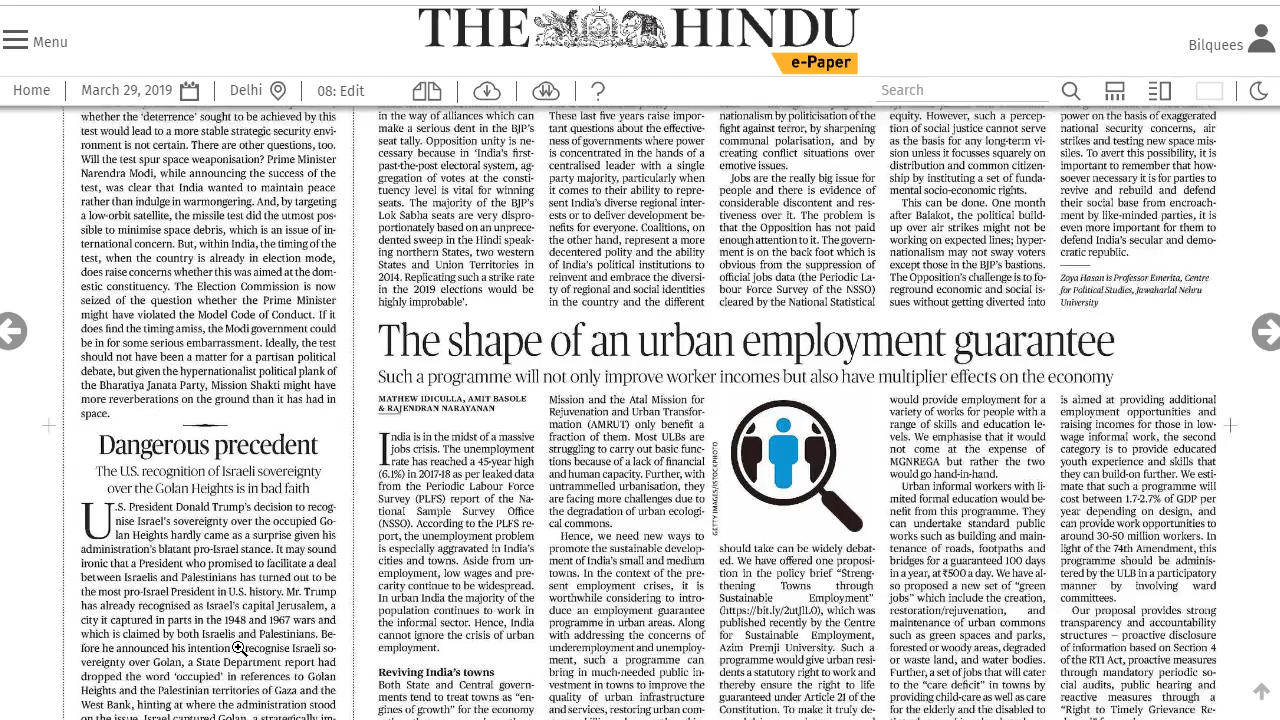 THE HINDU
e-Paper
Menu
Bilquees
Home
March 29, 2019
Delhi
08: Edit
?
Search
whether the 'deterrence' sought to be achieved by this
test would lead to a more stable strategic security envi-
ronment is not certain. There are other questions, too.
Will the test spur space weaponisation? Prime Minister
Narendra Modi, while announcing the success of the
test, was clear that India wanted to maintain peace
rather than indulge in warmongering. And, by targeting
a low-orbit satellite, the missile test did the utmost pos-
sible to minimise space debris, which is an issue of in-
ternational concern. But, within India, the timing of the
test, when the country is already in election mode,
does raise concerns whether this was aimed at the dom-
estic constituency. The Election Commission is now
seized of the question whether the Prime Minister
might have violated the Model Code of Conduct. If it
does find the timing amiss, the Modi government could
be in for some serious embarrassment. Ideally, the test
should not have been a matter for a partisan political
debate, but given the hypernationalist political plank of
the Bharatiya Janata Party, Mission Shakti might have
more reverberations on the ground than it has had in
space.
Dangerous precedent
The U.S. recognition of Israeli sovereignty
over the Golan Heights is in bad faith
U.S. President Donald Trump's decision to recog-
nise Israel's sovereignty over the occupied Go-
lan Heights hardly came as a surprise given his
administration's blatant pro-Israel stance. It may sound
ironic that a President who promised to facilitate a deal
between Israelis and Palestinians has turned out to be
the most pro-Israel President in U.S. history. Mr. Trump
has already recognised as Israel's capital Jerusalem, a
city it captured in parts in the 1948 and 1967 wars and
which is claimed by both Israelis and Palestinians. Be-
fore he announced his intention recognise Israeli so-
vereignty over Golan, a State Department report had
dropped the word 'occupied' in references to Golan
Heights and the Palestinian territories of Gaza and the
West Bank, hinting at where the administration stood
on the issue. Israel captured Golan, a strategically im-
in the way of alliances which can
make a serious dent in the BJP's
seat tally. Opposition unity is ne-
cessary because in 'India's first-
past-the-post electoral system, ag-
gregation of votes at the consti-
tuency level is vital for winning
seats. The majority of the BJP's
Lok Sabha seats are very dispro-
portionately based on an unprece-
dented sweep in the Hindi speak-
ing northern States, two western
States and Union Territories in
2014. Replicating such a strike rate
in the 2019 elections would be
highly improbable'.
These last five years raise impor-
tant questions about the effective-
ness of governments where power
is concentrated in the hands of a
centralised leader with a single
party majority, particularly when
it comes to their ability to repre-
sent India's diverse regional inter-
ests or to deliver development be-
nefits for everyone. Coalitions, on
the other hand, represent a more
decentered polity and the ability
of India's political institutions to
reinvent and embrace the diversi-
ty of regional and social identities
in the country and the different
nationalism by politicisation of the
fight against terror, by sharpening
communal polarisation, and by
creating conflict situations over
emotive issues.
Jobs are the really big issue for
people and there is evidence of
considerable discontent and res-
tiveness over it. The problem is
that the Opposition has not paid
enough attention to it. The govern-
ment is on the back foot which is
obvious from the suppression of
official jobs data (the Periodic La-
bour Force Survey of the NSSO)
cleared by the National Statistical
equity. However, such a percep-
tion of social justice cannot serve
as the basis for any long-term vi-
sion unless it focusses squarely on
distribution and common citizen-
ship by instituting a set of funda-
mental socio-economic rights.
This can be done. One month
after Balakot, the political build-
up over air strikes might not be
working on expected lines; hyper-
nationalism may not sway voters
except those in the BJP's bastions.
The Opposition's challenge is to fo-
reground economic and social is-
sues without getting diverted into
power on the basis of exaggerated
national security concerns, air
strikes and testing new space mis-
siles. To avert this possibility, it is
important to remember that how-
soever necessary it is for parties to
revive and rebuild and defend
their social base from encroach-
ment by like-minded parties, it is
even more important for them to
defend India's secular and demo-
cratic republic.
Zoya Hasan is Professor Emerita, Centre
for Political Studies, Jawaharlal Nehru
University
The shape of an urban employment guarantee
Such a programme will not only improve worker incomes but also have multiplier effects on the economy
MATHEW IDICULLA, AMIT BASOLE
& RAJENDRAN NARAYANAN
India is in the midst of a massive
jobs crisis. The unemployment
rate has reached a 45-year high
(6.1%) in 2017-18 as per leaked data
from the Periodic Labour Force
Survey (PLFS) report of the Na-
tional Sample Survey Office
(NSSO). According to the PLFS re-
port, the unemployment problem
is especially aggravated in India's
cities and towns. Aside from un-
employment, low wages and pre-
carity continue to be widespread.
In urban India the majority of the
population continues to work in
the informal sector. Hence, India
cannot ignore the crisis of urban
employment.
Reviving India's towns
Both State and Central govern-
ments tend to treat towns as "en-
gines of growth" for the economy
Mission and the Atal Mission for
Rejuvenation and Urban Transfor-
mation (AMRUT) only benefit a
fraction of them. Most ULBs are
struggling to carry out basic func-
tions because of a lack of financial
and human capacity. Further, with
untrammelled urbanisation, they
are facing more challenges due to
the degradation of urban ecologi-
cal commons.
Hence, we need new ways to
promote the sustainable develop-
ment of India's small and medium
towns. In the context of the pre-
sent employment crises, it is
worthwhile considering to intro-
duce an employment guarantee
programme in urban areas. Along
with addressing the concerns of
underemployment and unemploy-
ment, such a programme can
bring in much-needed public in-
vestment in towns to improve the
quality of urban infrastructure
and services, restoring urban com-
GETTY IMAGES/ISTOCKPHOTO
should take can be widely debat-
ed. We have offered one proposi-
tion in the policy brief "Streng-
thening Towns through
Sustainable Employment"
(https://bit.ly/2utJlLO), which was
published recently by the Centre
for Sustainable Employment,
Azim Premji University. Such a
programme would give urban resi-
dents a statutory right to work and
thereby ensure the right to life
guaranteed under Article 21 of the
Constitution. To make it truly de-
would provide employment for a
variety of works for people with a
range of skills and education le-
vels. We emphasise that it would
not come at the expense of
MGNREGA but rather the two
would go hand-in-hand.
Urban informal workers with li-
mited formal education would be-
nefit from this programme. They
can undertake standard public
works such as building and main-
tenance of roads, footpaths and
bridges for a guaranteed 100 days
in a year, at ₹500 a day. We have al-
so proposed a new set of "green
jobs" which include the creation,
restoration/rejuvenation, and
maintenance of urban commons
such as green spaces and parks,
forested or woody areas, degraded
or waste land, and water bodies.
Further, a set of jobs that will cater
to the "care deficit" in towns by
providing child-care as well as care
for the elderly and the disabled to
is aimed at providing additional
employment opportunities and
raising incomes for those in low-
wage informal work, the second
category is to provide educated
youth experience and skills that
they can build-on further. We esti-
mate that such a programme will
cost between 1.7-2.7% of GDP per
year depending on design, and
can provide work opportunities to
around 30-50 million workers. In
light of the 74th Amendment, this
programme should be adminis-
tered by the ULB in a participatory
manner by involving ward
committees.
Our proposal provides strong
transparency and accountability
structures – proactive disclosure
of information based on Section 4
of the RTI Act, proactive measures
through mandatory periodic so-
cial audits, public hearing and
reactive measures through a
"Right to Timely Grievance Re-